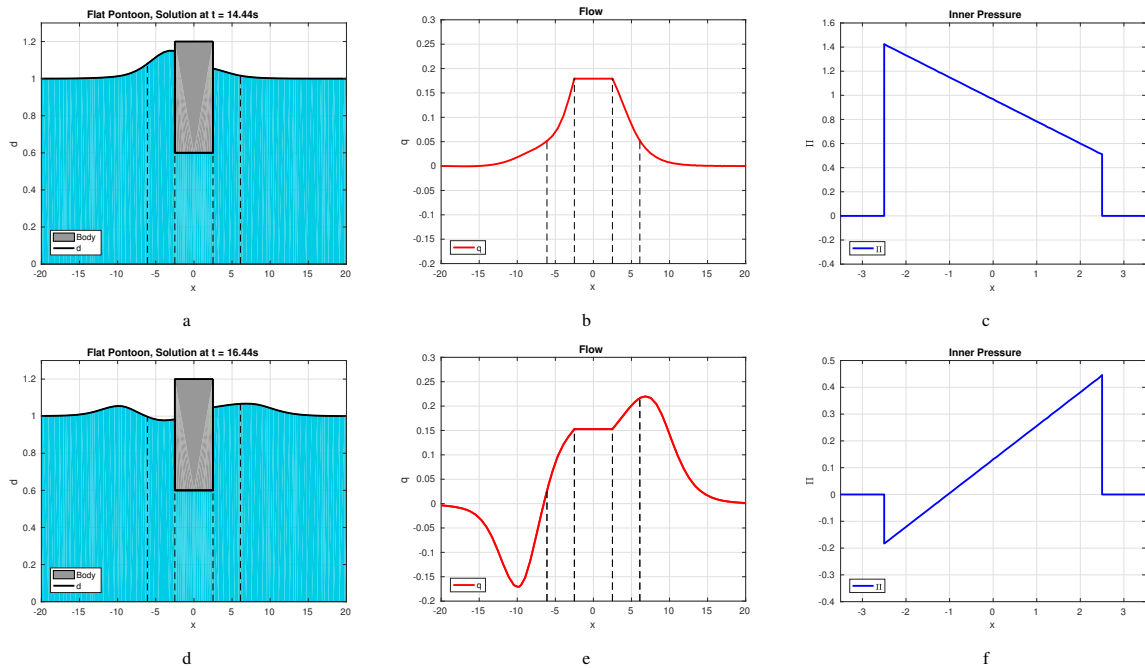 Flat Pontoon, Solution at t = 14.44s
1.2
1
0.8
0.6
0.4
0.2
0
d
Body
d
-20 -15 -10 -5 0 5 10 15 20
x
a
Flow
0.3
0.25
0.2
0.15
0.1
0.05
0
-0.05
-0.1
-0.15
-0.2
q
q
-20 -15 -10 -5 0 5 10 15 20
x
b
Inner Pressure
1.6
1.4
1.2
1
0.8
0.6
0.4
0.2
0
-0.2
-0.4
Π
Π
-3 -2 -1 0 1 2 3
x
c
Flat Pontoon, Solution at t = 16.44s
1.2
1
0.8
0.6
0.4
0.2
0
d
Body
d
-20 -15 -10 -5 0 5 10 15 20
x
d
Flow
0.3
0.25
0.2
0.15
0.1
0.05
0
-0.05
-0.1
-0.15
-0.2
q
q
-20 -15 -10 -5 0 5 10 15 20
x
e
Inner Pressure
0.5
0.4
0.3
0.2
0.1
0
-0.1
-0.2
-0.3
-0.4
Π
Π
-3 -2 -1 0 1 2 3
x
f